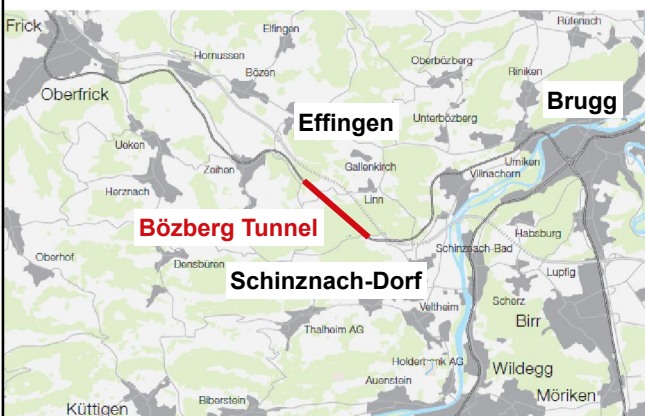 Frick
Elfingen
Rüfenach
Hornussen
Oberbözberg
Bözen
Riniken
Oberfrick
Brugg
Effingen
Unterbözberg
Ueken
Umiken
Zeihen
Gallenkirch
Villnachern
Herznach
Linn
Bözberg Tunnel
Habsburg
Oberhof
Schinznach-Bad
Densbüren
Lupfig
Schinznach-Dorf
Veltheim
Scherz
Birr
Thalheim AG
Holderbank AG
Wildegg
Auenstein
Möriken
Biberstein
Küttigen